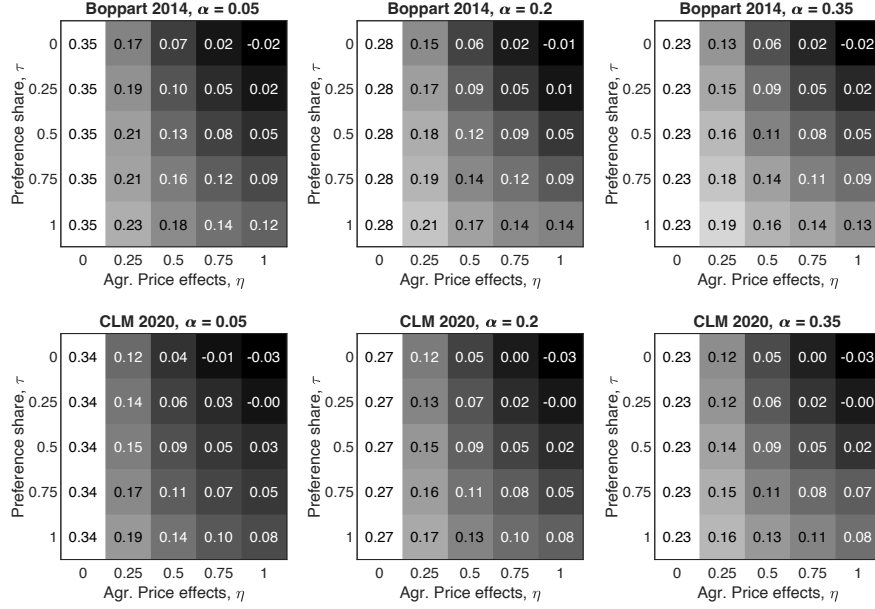 Boppart 2014, α = 0.05
Preference share, τ
0 0.35 0.17 0.07 0.02 -0.02
0.25 0.35 0.19 0.10 0.05 0.02
0.5 0.35 0.21 0.13 0.08 0.05
0.75 0.35 0.21 0.16 0.12 0.09
1 0.35 0.23 0.18 0.14 0.12
0 0.25 0.5 0.75 1
Agr. Price effects, η
Boppart 2014, α = 0.2
Preference share, τ
0 0.28 0.15 0.06 0.02 -0.01
0.25 0.28 0.17 0.09 0.05 0.01
0.5 0.28 0.18 0.12 0.09 0.05
0.75 0.28 0.19 0.14 0.12 0.09
1 0.28 0.21 0.17 0.14 0.14
0 0.25 0.5 0.75 1
Agr. Price effects, η
Boppart 2014, α = 0.35
Preference share, τ
0 0.23 0.13 0.06 0.02 -0.02
0.25 0.23 0.15 0.09 0.05 0.02
0.5 0.23 0.16 0.11 0.08 0.05
0.75 0.23 0.18 0.14 0.11 0.09
1 0.23 0.19 0.16 0.14 0.13
0 0.25 0.5 0.75 1
Agr. Price effects, η
CLM 2020, α = 0.05
Preference share, τ
0 0.34 0.12 0.04 -0.01 -0.03
0.25 0.34 0.14 0.06 0.03 -0.00
0.5 0.34 0.15 0.09 0.05 0.03
0.75 0.34 0.17 0.11 0.07 0.05
1 0.34 0.19 0.14 0.10 0.08
0 0.25 0.5 0.75 1
Agr. Price effects, η
CLM 2020, α = 0.2
Preference share, τ
0 0.27 0.12 0.05 0.00 -0.03
0.25 0.27 0.13 0.07 0.02 -0.00
0.5 0.27 0.15 0.09 0.05 0.02
0.75 0.27 0.16 0.11 0.08 0.05
1 0.27 0.17 0.13 0.10 0.08
0 0.25 0.5 0.75 1
Agr. Price effects, η
CLM 2020, α = 0.35
Preference share, τ
0 0.23 0.12 0.05 0.00 -0.03
0.25 0.23 0.12 0.06 0.02 -0.00
0.5 0.23 0.14 0.09 0.05 0.02
0.75 0.23 0.15 0.11 0.08 0.07
1 0.23 0.16 0.13 0.11 0.08
0 0.25 0.5 0.75 1
Agr. Price effects, η